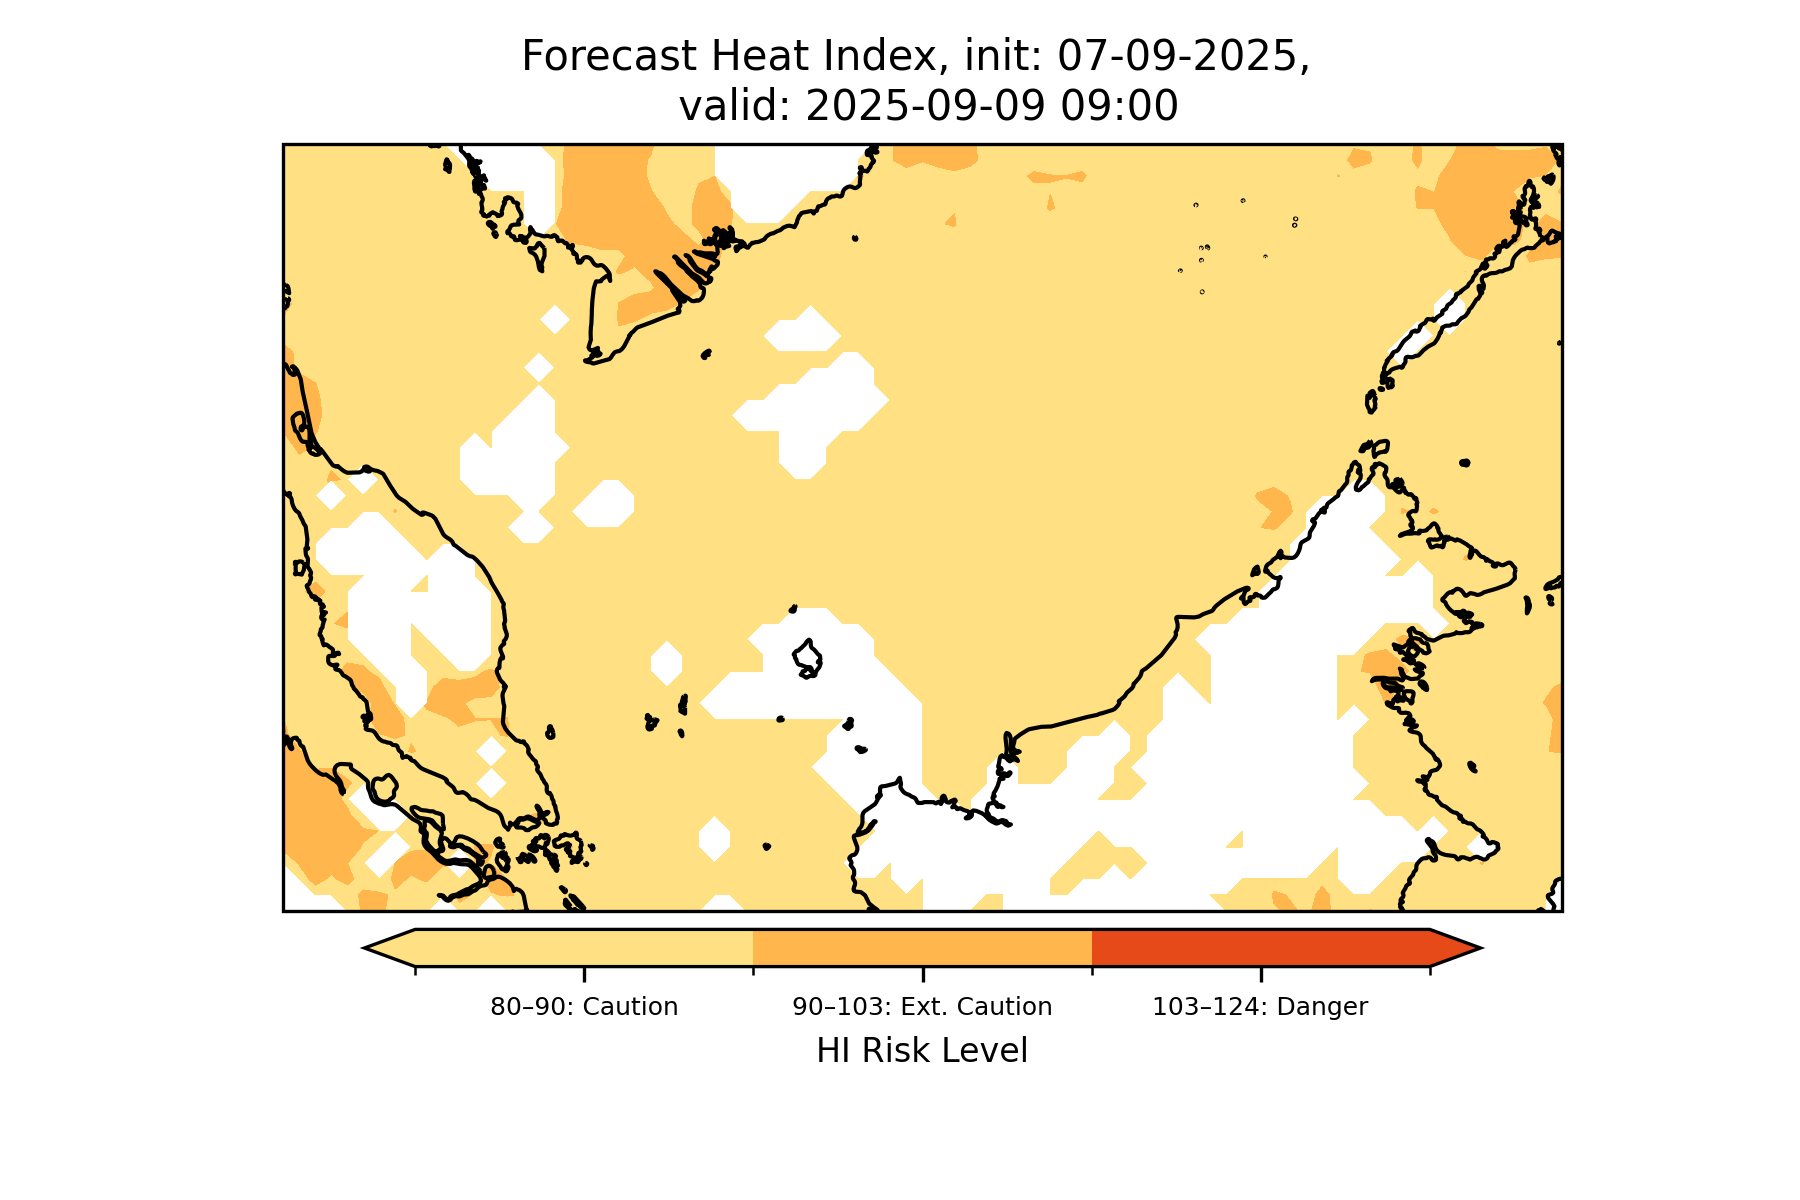 Forecast Heat Index, init: 07-09-2025,
valid: 2025-09-09 09:00
80–90: Caution
90–103: Ext. Caution
103–124: Danger
HI Risk Level